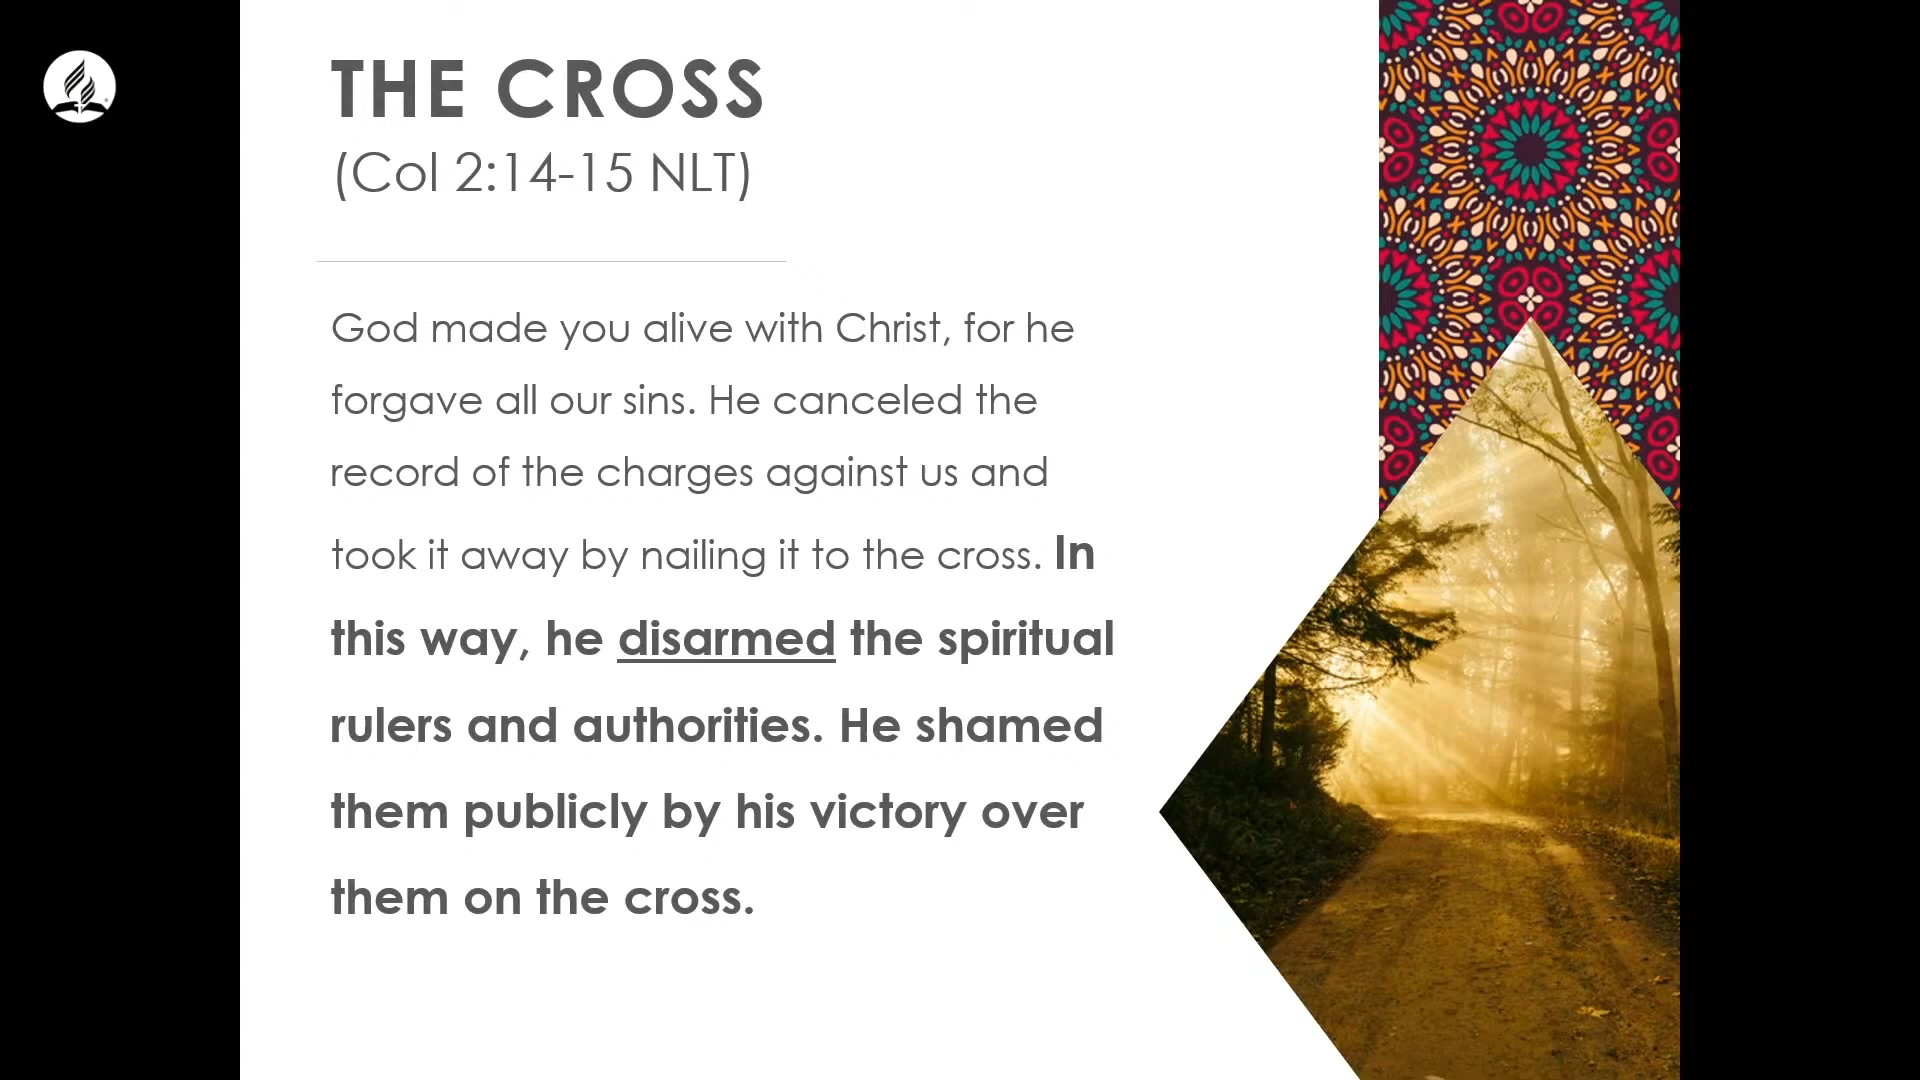 THE CROSS
(Col 2:14-15 NLT)
God made you alive with Christ, for he
forgave all our sins. He canceled the
record of the charges against us and
took it away by nailing it to the cross. In
this way, he disarmed the spiritual
rulers and authorities. He shamed
them publicly by his victory over
them on the cross.